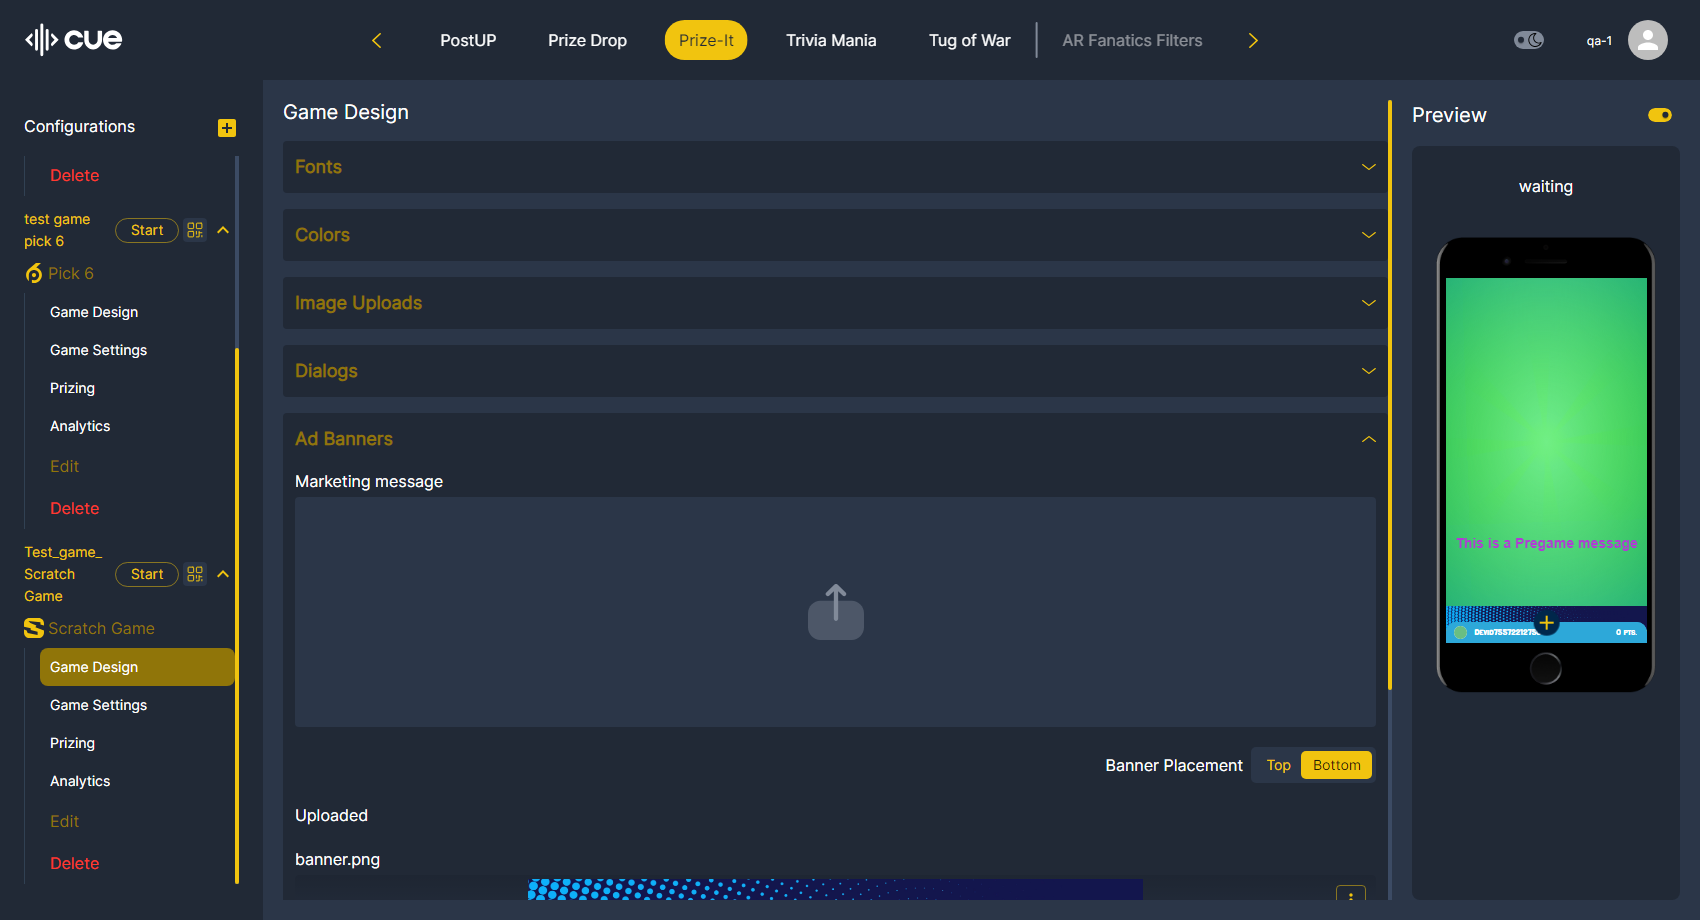 cue
PostUP
Prize Drop
Prize-It
Trivia Mania
Tug of War
AR Fanatics Filters
qa-1
Configurations
Delete
test game
pick 6
Start
Pick 6
Game Design
Game Settings
Prizing
Analytics
Edit
Delete
Test_game_
Scratch
Game
Start
Scratch Game
Game Design
Game Settings
Prizing
Analytics
Edit
Delete
Game Design
Fonts
Colors
Image Uploads
Dialogs
Ad Banners
Marketing message
Banner Placement
Top
Bottom
Uploaded
banner.png
Preview
waiting
This is a Pregame message
0 PTS.